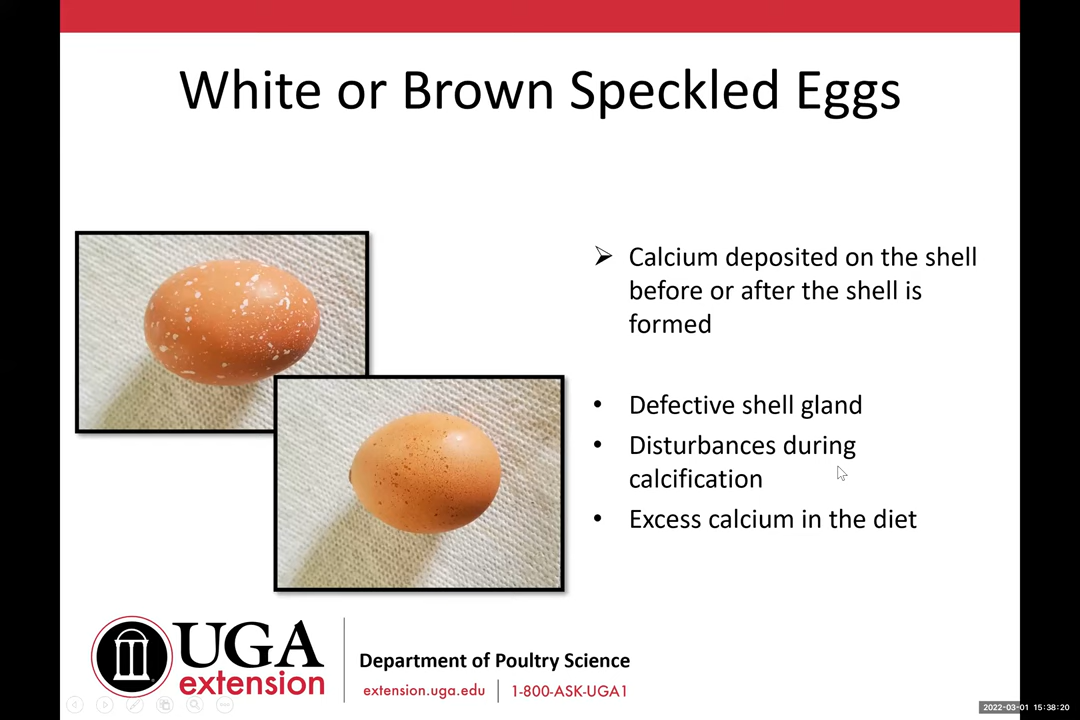 White or Brown Speckled Eggs
➢ Calcium deposited on the shell
before or after the shell is
formed
• Defective shell gland
• Disturbances during
calcification
• Excess calcium in the diet
UGA
extension
Department of Poultry Science
extension.uga.edu | 1-800-ASK-UGA1
2022-03-01 15:38:20